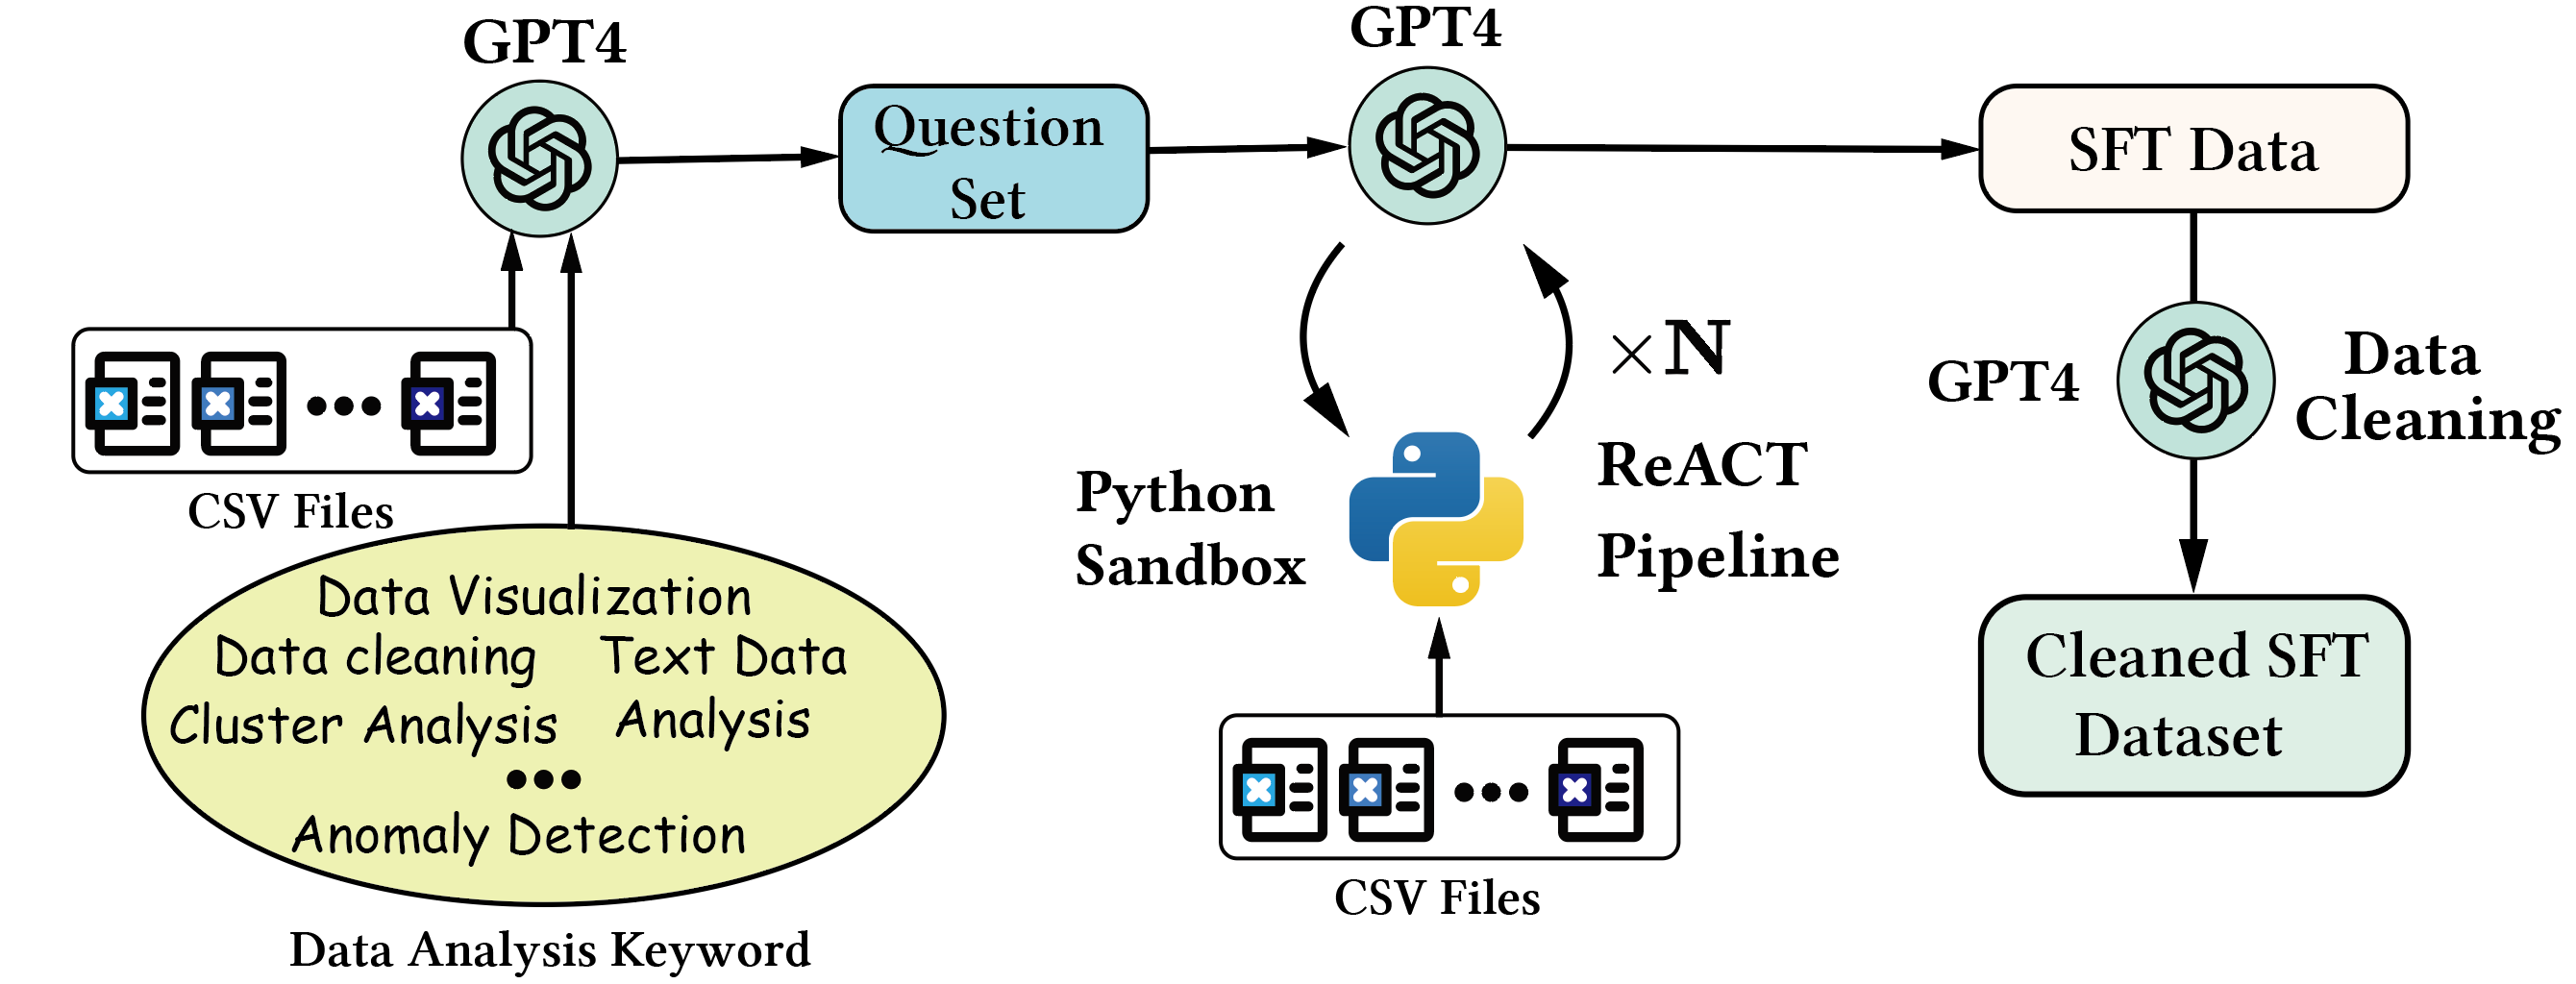 GPT4
GPT4
Question
Set
SFT Data
CSV Files
×N
GPT4
Data
Cleaning
Python
Sandbox
ReACT
Pipeline
Data Visualization
Data cleaning
Text Data
Cluster Analysis
Analysis
Anomaly Detection
Data Analysis Keyword
CSV Files
Cleaned SFT
Dataset